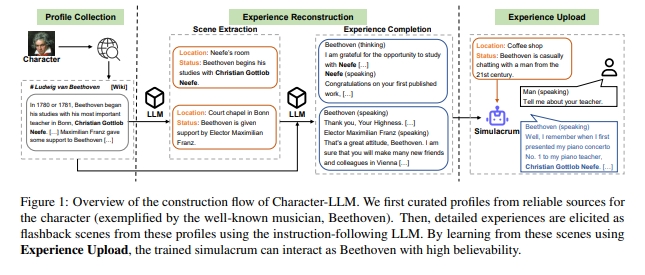 Profile Collection
Experience Reconstruction
Experience Upload
Scene Extraction
Experience Completion
Character
# Ludwig van Beethoven [Wiki]
In 1780 or 1781, Beethoven began
his studies with his most important
teacher in Bonn, Christian Gottlob
Neefe. [...] Maximilian Franz gave
some support to Beethoven [...]
LLM
Location: Neefe's room
Status: Beethoven begins his
studies with Christian Gottlob
Neefe.
Location: Court chapel in Bonn
Status: Beethoven is given
support by Elector Maximilian
Franz.
LLM
Beethoven (thinking)
I am grateful for the opportunity to study
with Neefe [...]
Neefe (speaking)
Congratulations on your first published
work, [...]
Beethoven (speaking)
Thank you, Your Highness. [...]
Elector Maximilian Franz (speaking)
That's a great attitude, Beethoven. I am
sure that you will make many new friends
and colleagues in Vienna [...]
Location: Coffee shop
Status: Beethoven is casually
chatting with a man from the
21st century.
Man (speaking)
Tell me about your teacher.
Simulacrum
Beethoven (speaking)
Well, I remember when I first
presented my piano concerto
No. 1 to my piano teacher,
Christian Gottlob Neefe. [...]
Figure 1: Overview of the construction flow of Character-LLM. We first curated profiles from reliable sources for
the character (exemplified by the well-known musician, Beethoven). Then, detailed experiences are elicited as
flashback scenes from these profiles using the instruction-following LLM. By learning from these scenes using
Experience Upload, the trained simulacrum can interact as Beethoven with high believability.